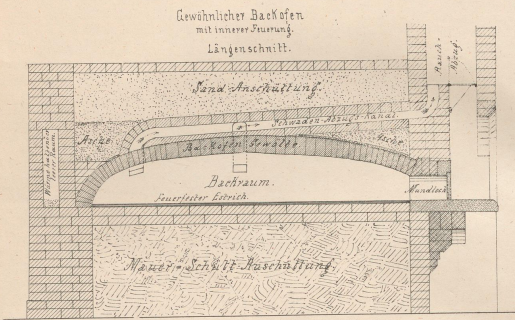 Gewöhnlicher Backofen
mit innerer Feuerung.
Längenschnitt.
Rauch-
Abzug.
Sand-Anschüttung.
Schwaden-Abzugs-Kanal
Asche
Asche
Backofen Gewölbe
Backraum.
Mundloch
Feuerfester Estrich.
Mauer-Schutt-Anschüttung.